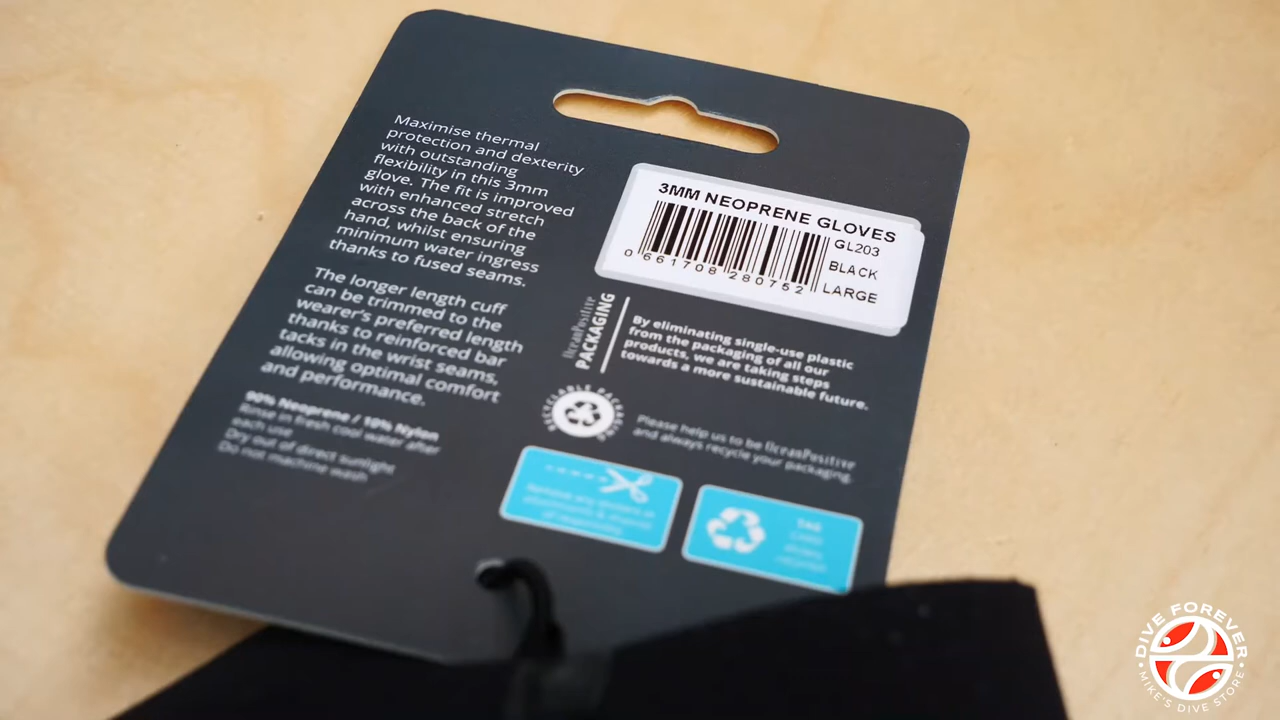 Maximise thermal
protection and dexterity
with outstanding
flexibility in this 3mm
glove. The fit is improved
with enhanced stretch
across the back of the
hand, whilst ensuring
minimum water ingress
thanks to fused seams.
The longer length cuff
can be trimmed to the
wearer's preferred length
thanks to reinforced bar
tacks in the wrist seams,
allowing optimal comfort
and performance.
90% Neoprene / 10% Nylon
Rinse in fresh cool water after
each use
Dry out of direct sunlight
Do not machine wash
3MM NEOPRENE GLOVES
GL203
BLACK
LARGE
0 661708 280752
OceanPositive
PACKAGING
By eliminating single-use plastic
from the packaging of all our
products, we are taking steps
towards a more sustainable future.
RECYCLABLE PACKAGING
Please help us to be OceanPositive
and always recycle your packaging.
TAG
DIVE FOREVER
MIKE'S DIVE STORE